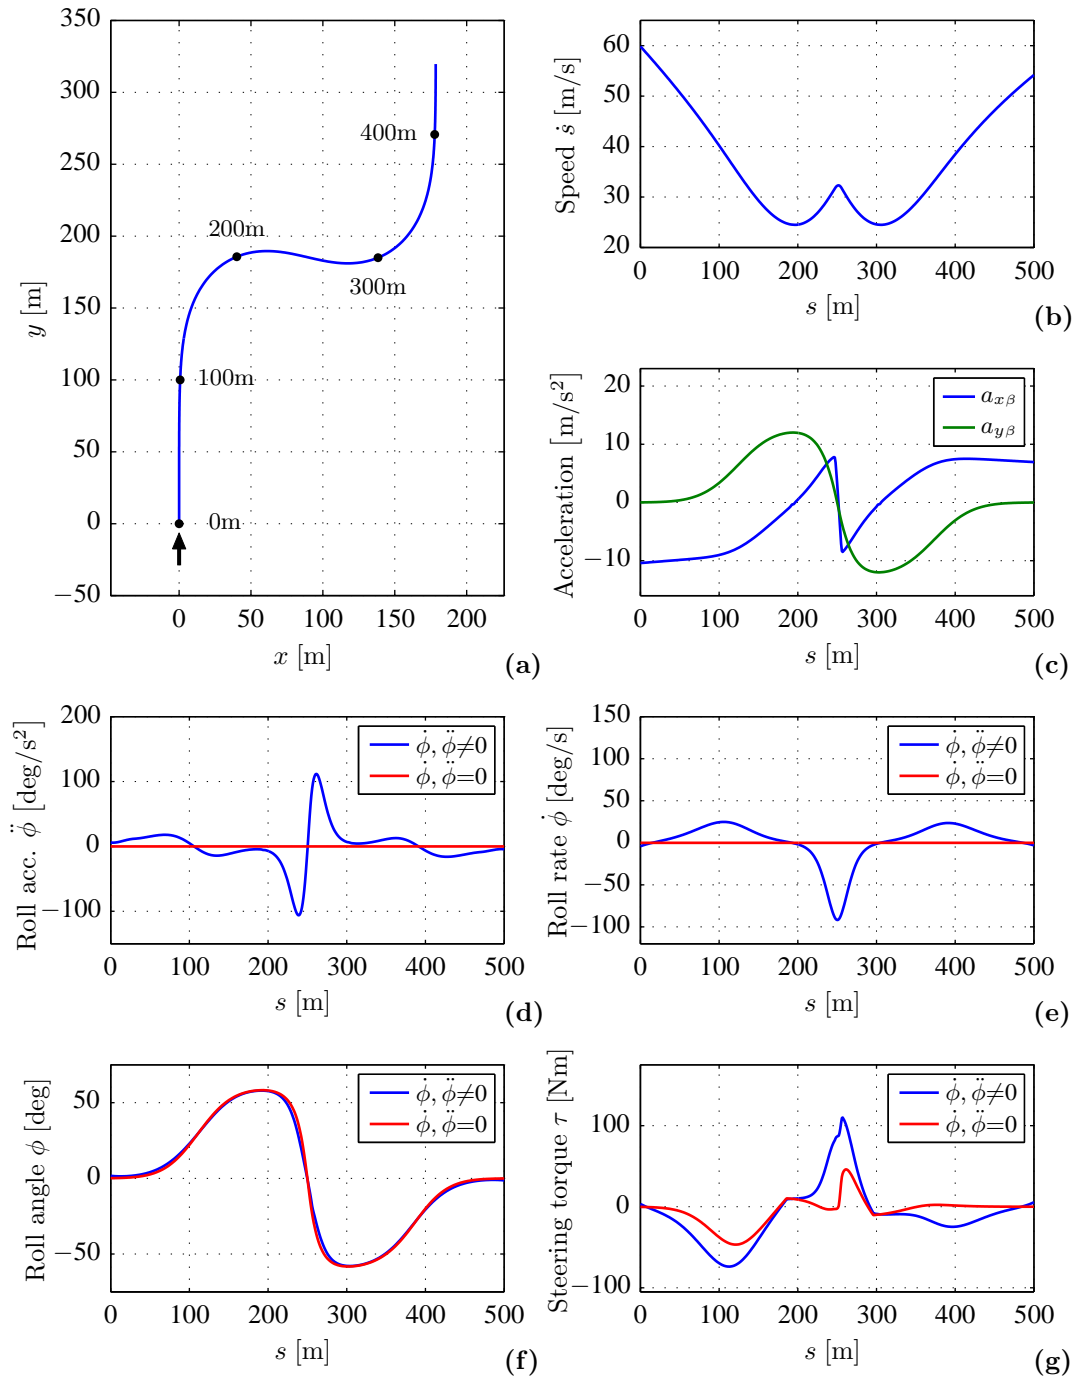 350
300
250
200
150
100
50
0
−50
0
50
100
150
200
y [m]
x [m]
400m
200m
300m
100m
0m
(a)
60
50
40
30
20
0
100
200
300
400
500
Speed ṡ [m/s]
s [m]
(b)
20
10
0
−10
0
100
200
300
400
500
Acceleration [m/s²]
s [m]
a_{xβ}
a_{yβ}
(c)
200
100
0
−100
0
100
200
300
400
500
Roll acc. ϕ̈ [deg/s²]
s [m]
ϕ̇, ϕ̈≠0
ϕ̇, ϕ̈=0
(d)
150
100
50
0
−50
−100
0
100
200
300
400
500
Roll rate ϕ̇ [deg/s]
s [m]
ϕ̇, ϕ̈≠0
ϕ̇, ϕ̈=0
(e)
50
0
−50
0
100
200
300
400
500
Roll angle ϕ [deg]
s [m]
ϕ̇, ϕ̈≠0
ϕ̇, ϕ̈=0
(f)
100
0
−100
0
100
200
300
400
500
Steering torque τ [Nm]
s [m]
ϕ̇, ϕ̈≠0
ϕ̇, ϕ̈=0
(g)